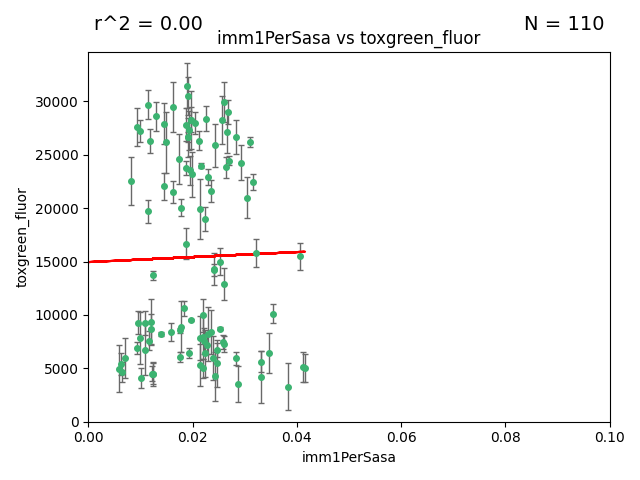 r^2 = 0.00
N = 110
imm1PerSasa vs toxgreen_fluor
30000
25000
20000
15000
10000
5000
0
toxgreen_fluor
0.00
0.02
0.04
0.06
0.08
0.10
imm1PerSasa